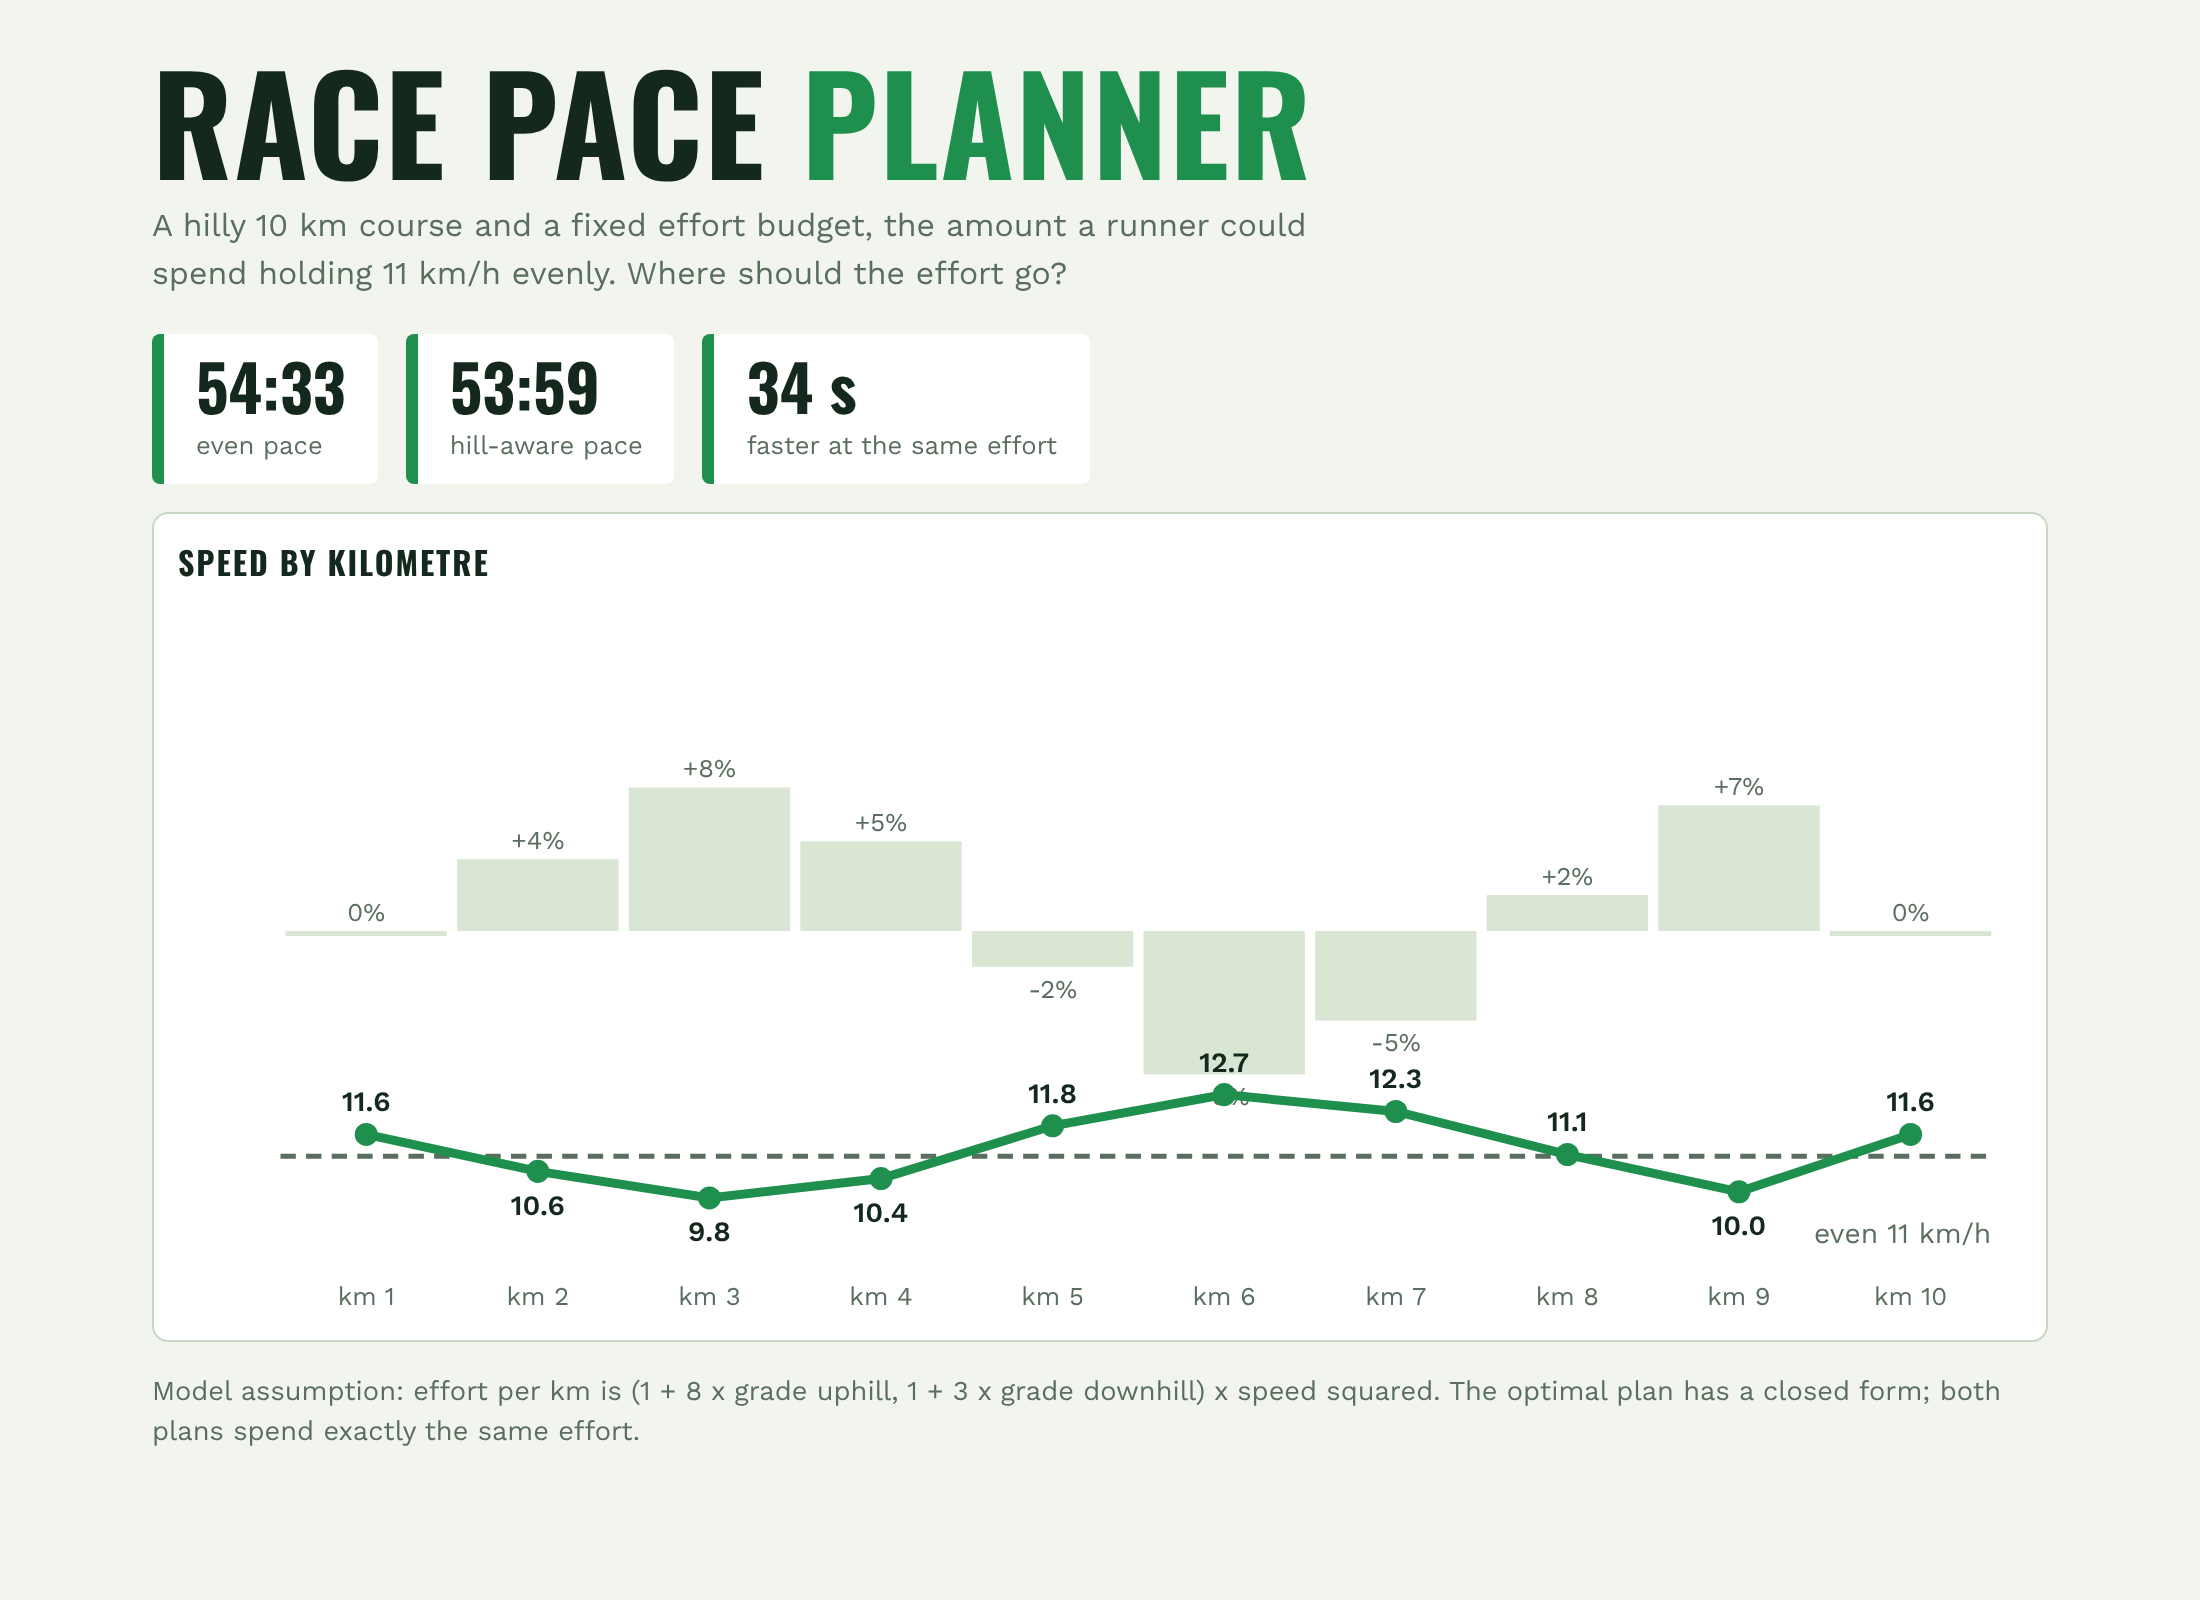 RACE PACE PLANNER
A hilly 10 km course and a fixed effort budget, the amount a runner could
spend holding 11 km/h evenly. Where should the effort go?
54:33
even pace
53:59
hill-aware pace
34 s
faster at the same effort
SPEED BY KILOMETRE
0%
+4%
+8%
+5%
-2%
-5%
+2%
+7%
0%
11.6
10.6
9.8
10.4
11.8
12.7
12.3
11.1
10.0
11.6
even 11 km/h
km 1
km 2
km 3
km 4
km 5
km 6
km 7
km 8
km 9
km 10
Model assumption: effort per km is (1 + 8 x grade uphill, 1 + 3 x grade downhill) x speed squared. The optimal plan has a closed form; both
plans spend exactly the same effort.